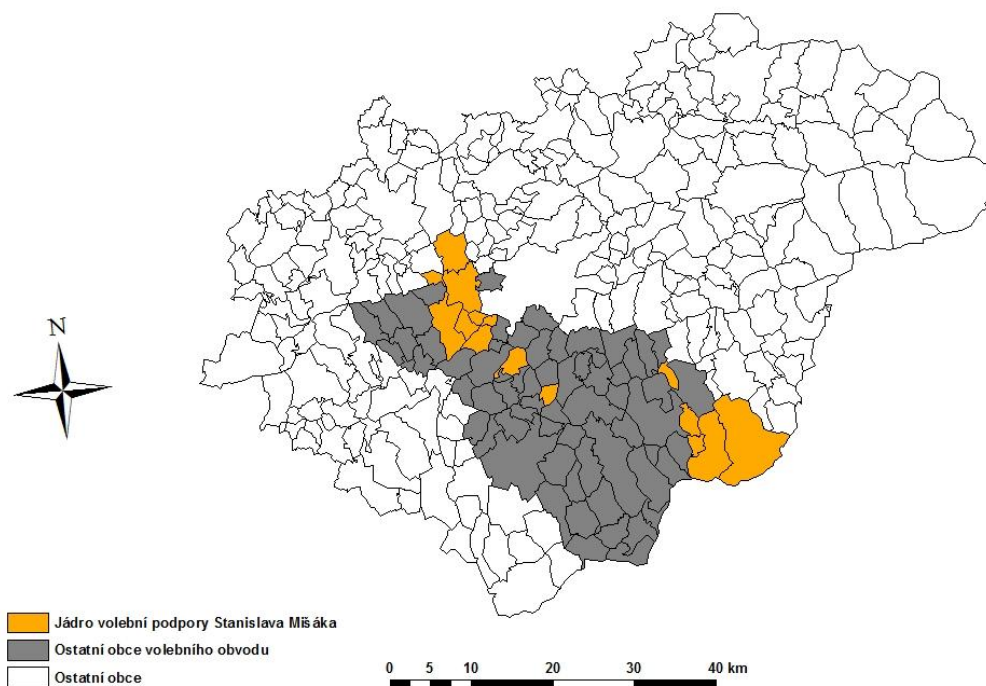 N
Jádro volební podpory Stanislava Mišáka
Ostatní obce volebního obvodu
Ostatní obce
0 5 10 20 30 40 km